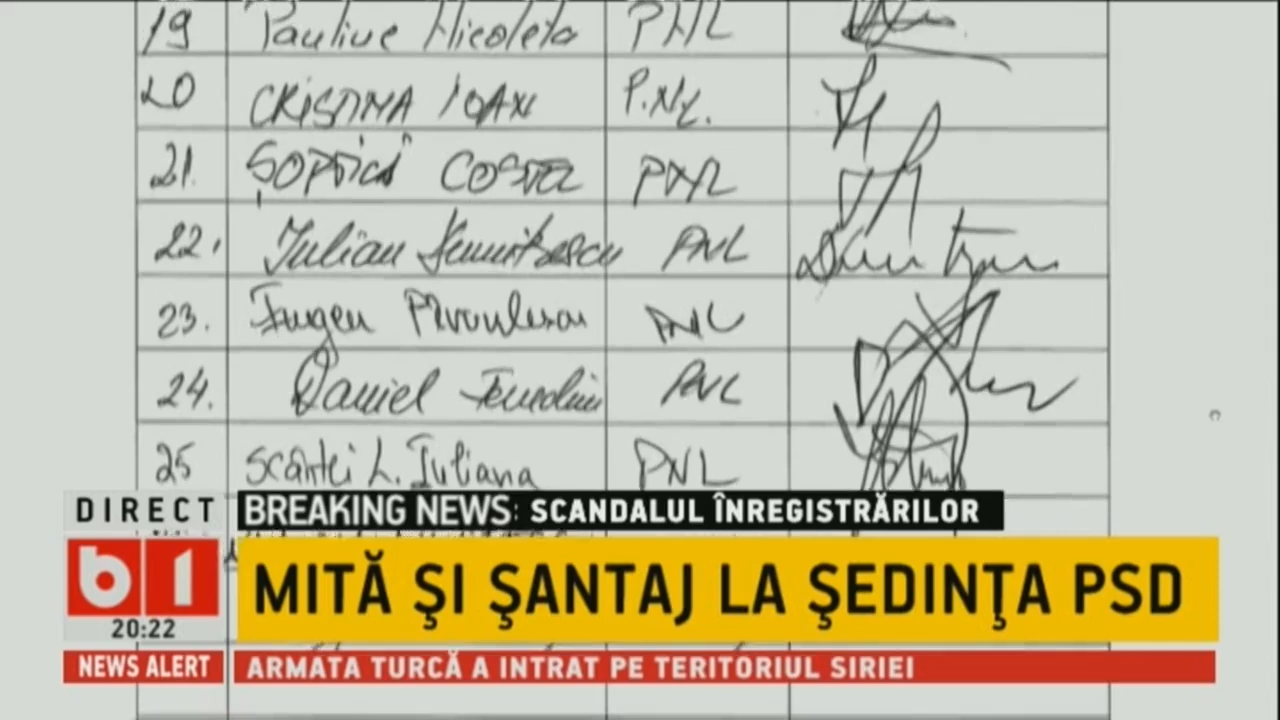 19 Pauliuc Nicoleta PNL
20 CRISTINA IOAN P.N.L.
21. ȘOPTICĂ COSTEL PNL
22. Iulian Dumitrescu PNL
23. Eugen Pîrvulescu PNL
24. Daniel PNL
25 Scântei L. Iuliana PNL
DIRECT BREAKING NEWS: SCANDALUL ÎNREGISTRĂRILOR
b1 MITĂ ŞI ŞANTAJ LA ŞEDINŢA PSD
20:22
NEWS ALERT ARMATA TURCĂ A INTRAT PE TERITORIUL SIRIEI